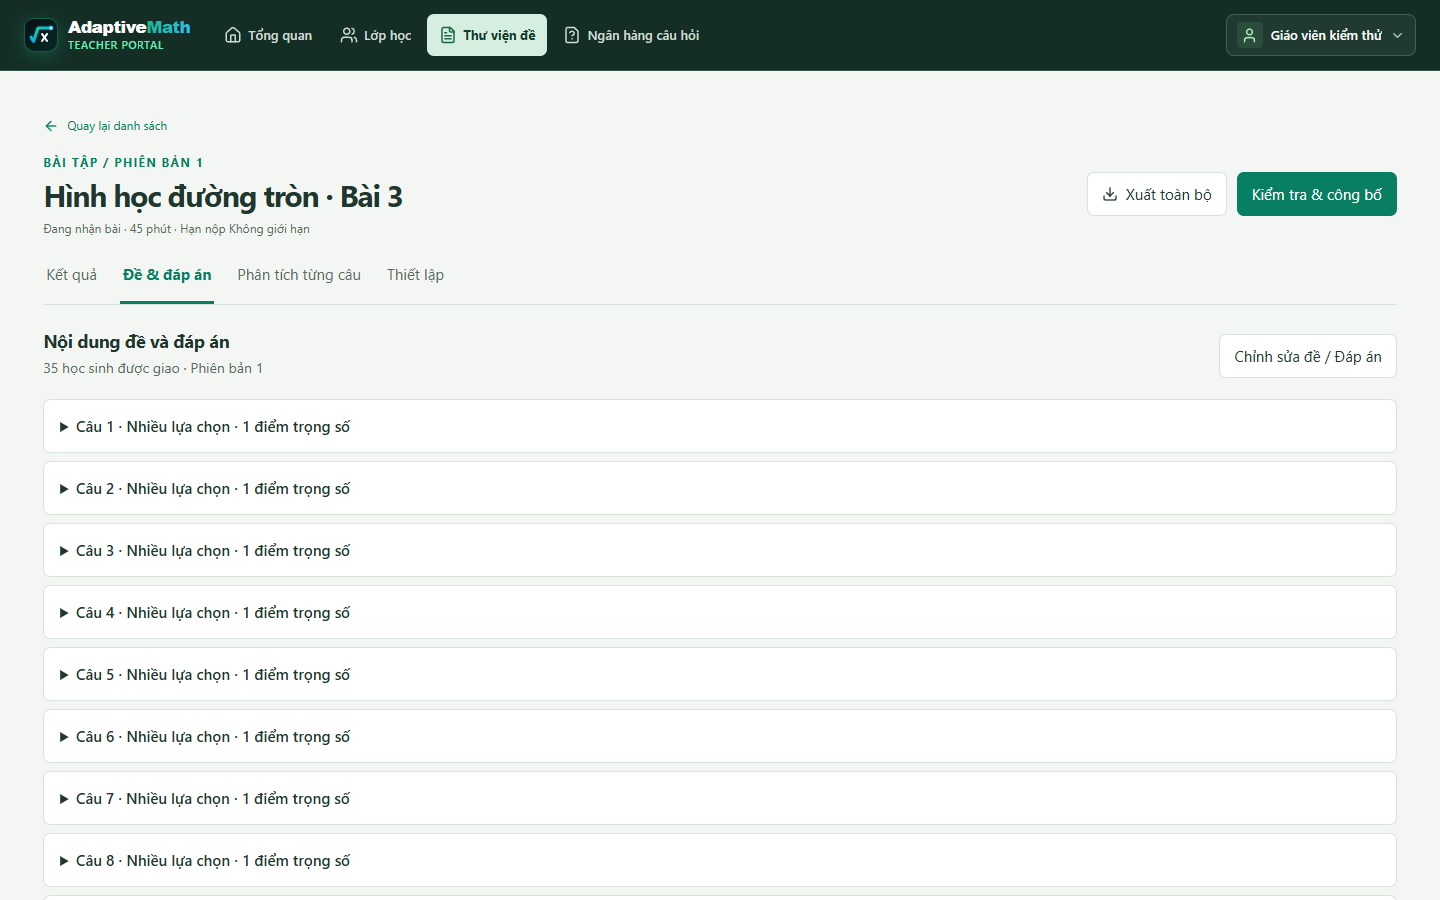 AdaptiveMath
TEACHER PORTAL
Tổng quan
Lớp học
Thư viện đề
Ngân hàng câu hỏi
Giáo viên kiểm thử
Quay lại danh sách
BÀI TẬP / PHIÊN BẢN 1
Hình học đường tròn · Bài 3
Đang nhận bài · 45 phút · Hạn nộp Không giới hạn
Xuất toàn bộ
Kiểm tra & công bố
Kết quả
Đề & đáp án
Phân tích từng câu
Thiết lập
Nội dung đề và đáp án
35 học sinh được giao · Phiên bản 1
Chỉnh sửa đề / Đáp án
Câu 1 · Nhiều lựa chọn · 1 điểm trọng số
Câu 2 · Nhiều lựa chọn · 1 điểm trọng số
Câu 3 · Nhiều lựa chọn · 1 điểm trọng số
Câu 4 · Nhiều lựa chọn · 1 điểm trọng số
Câu 5 · Nhiều lựa chọn · 1 điểm trọng số
Câu 6 · Nhiều lựa chọn · 1 điểm trọng số
Câu 7 · Nhiều lựa chọn · 1 điểm trọng số
Câu 8 · Nhiều lựa chọn · 1 điểm trọng số